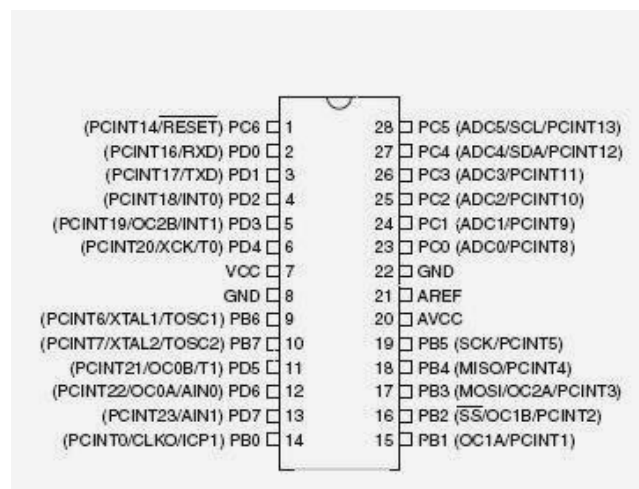 (PCINT14/RESET) PC6 1 28 PC5 (ADC5/SCL/PCINT13)
(PCINT16/RXD) PD0 2 27 PC4 (ADC4/SDA/PCINT12)
(PCINT17/TXD) PD1 3 26 PC3 (ADC3/PCINT11)
(PCINT18/INT0) PD2 4 25 PC2 (ADC2/PCINT10)
(PCINT19/OC2B/INT1) PD3 5 24 PC1 (ADC1/PCINT9)
(PCINT20/XCK/T0) PD4 6 23 PC0 (ADC0/PCINT8)
VCC 7 22 GND
GND 8 21 AREF
(PCINT6/XTAL1/TOSC1) PB6 9 20 AVCC
(PCINT7/XTAL2/TOSC2) PB7 10 19 PB5 (SCK/PCINT5)
(PCINT21/OC0B/T1) PD5 11 18 PB4 (MISO/PCINT4)
(PCINT22/OC0A/AIN0) PD6 12 17 PB3 (MOSI/OC2A/PCINT3)
(PCINT23/AIN1) PD7 13 16 PB2 (SS/OC1B/PCINT2)
(PCINT0/CLKO/ICP1) PB0 14 15 PB1 (OC1A/PCINT1)